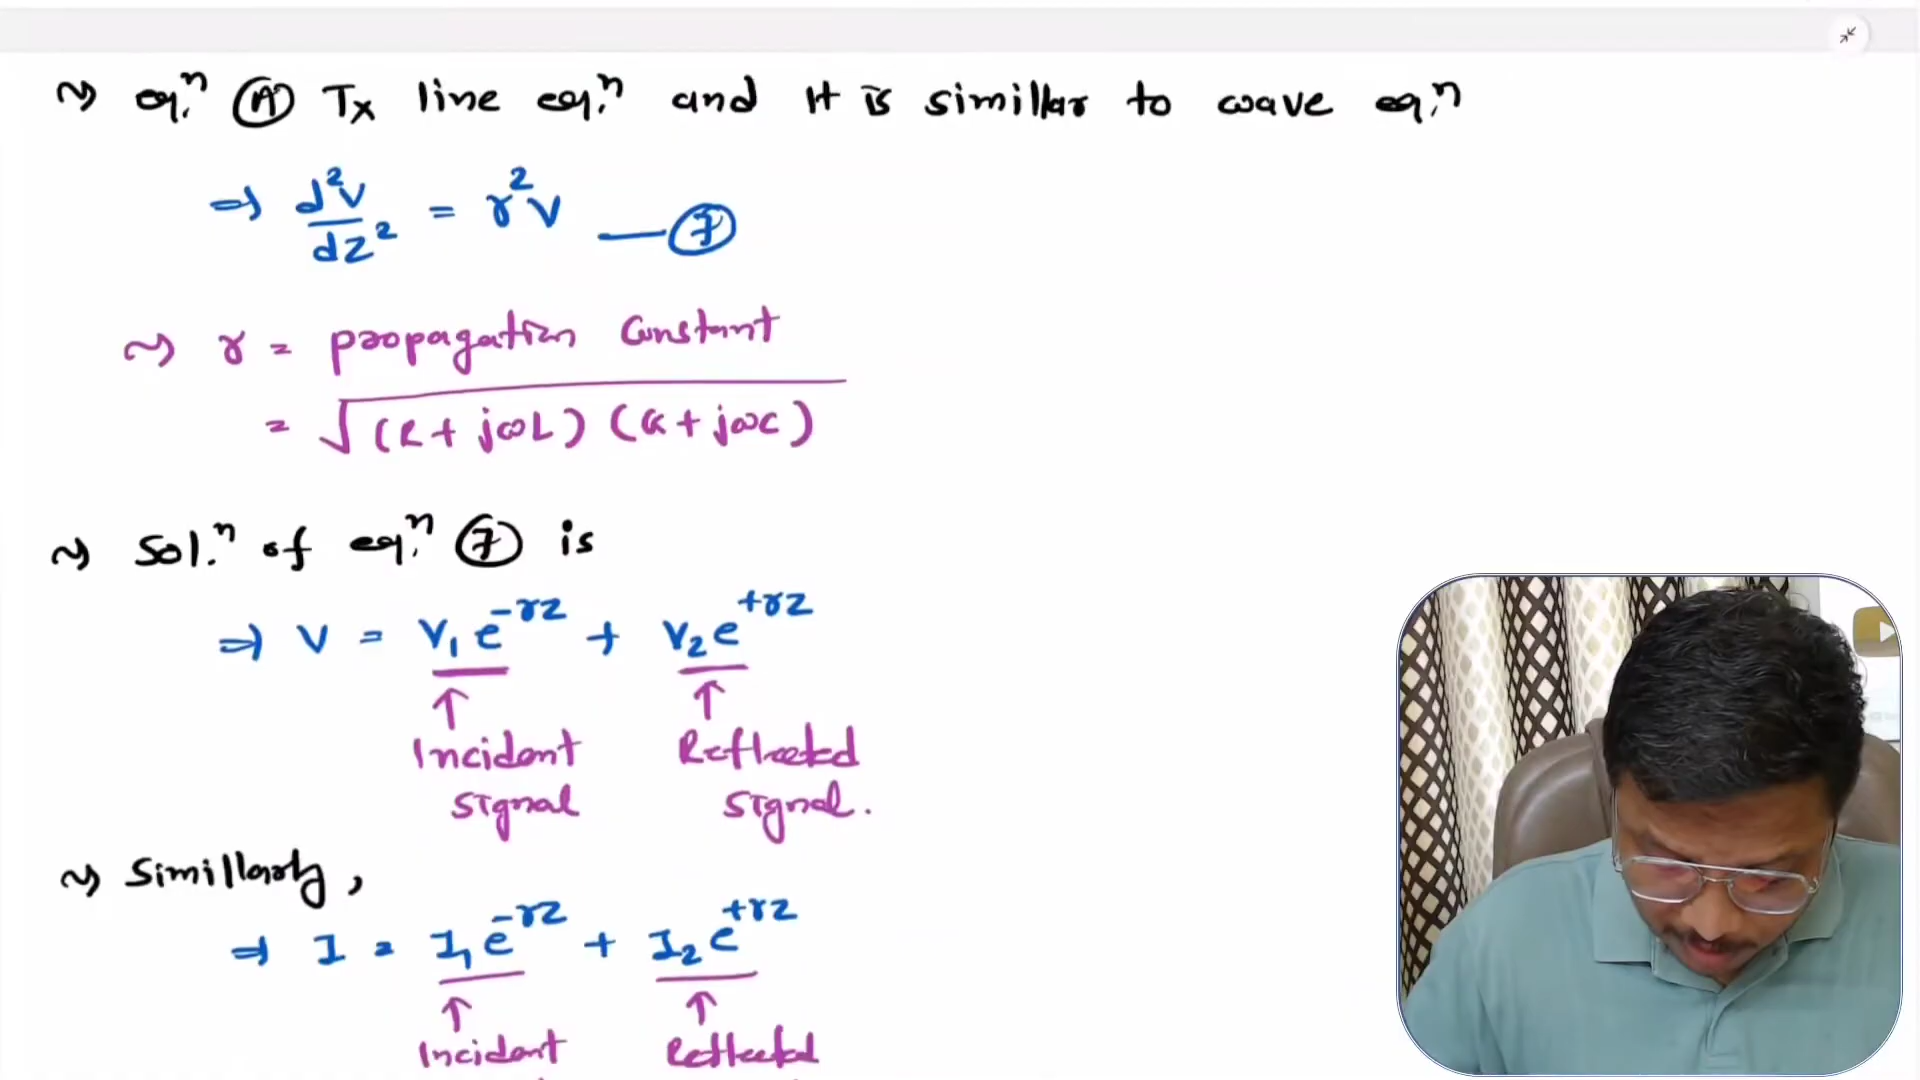 ~> eq.ⁿ Ⓐ Tx line eq.ⁿ and it is simillar to wave eq.ⁿ
⇒ d²V/dz² = γ²V —⑦
~> γ = propagation constant
= √(R + jωL) (G + jωC)
~> Sol.ⁿ of eq.ⁿ ⑦ is
⇒ V = V₁e^-γz + V₂e^+γz
↑ ↑
Incident Reflected
signal signal.
~> Simillarly,
⇒ I = I₁e^-γz + I₂e^+γz
↑ ↑
Incident Reflected